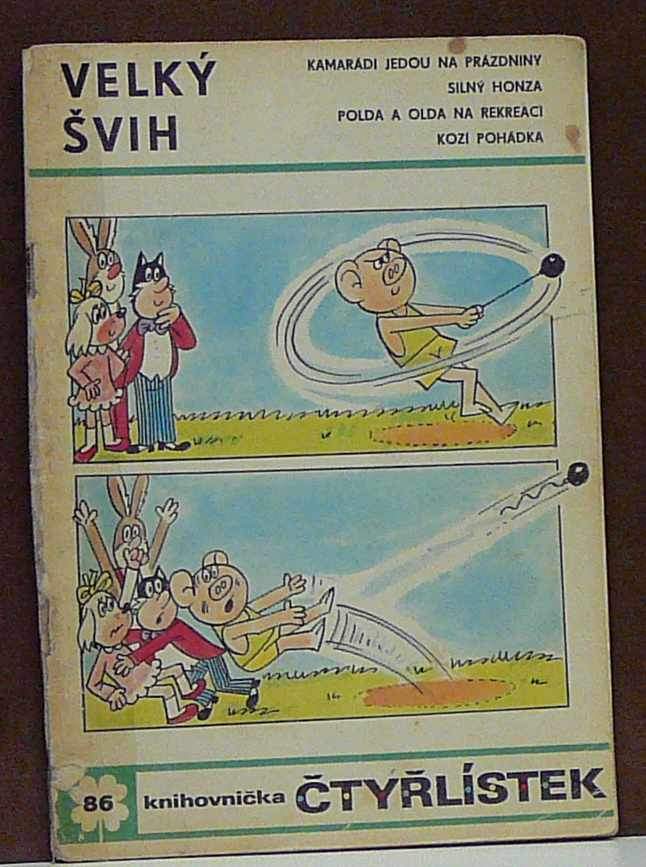 VELKÝ
ŠVIH
KAMARÁDI JEDOU NA PRÁZDNINY
SILNÝ HONZA
POLDA A OLDA NA REKREACI
KOZÍ POHÁDKA
86
knihovnička ČTYŘLÍSTEK